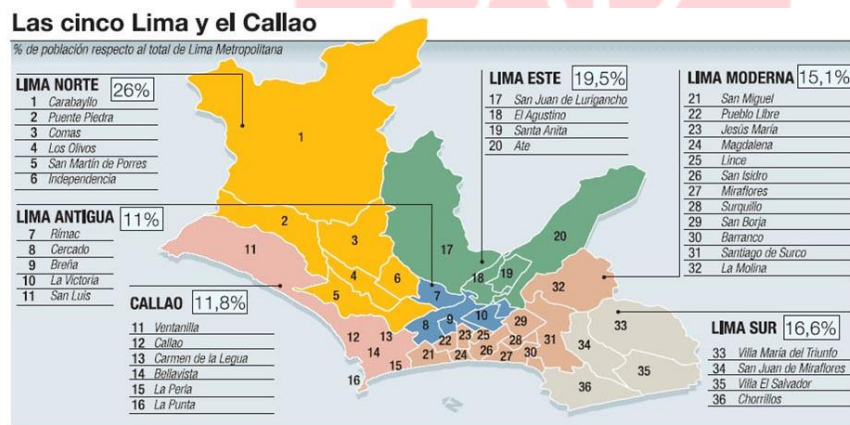 Las cinco Lima y el Callao
% de población respecto al total de Lima Metropolitana
LIMA NORTE 26%
1 Carabayllo
2 Puente Piedra
3 Comas
4 Los Olivos
5 San Martín de Porres
6 Independencia
LIMA ANTIGUA 11%
7 Rímac
8 Cercado
9 Breña
10 La Victoria
11 San Luis
CALLAO 11,8%
11 Ventanilla
12 Callao
13 Carmen de la Legua
14 Bellavista
15 La Perla
16 La Punta
LIMA ESTE 19,5%
17 San Juan de Lurigancho
18 El Agustino
19 Santa Anita
20 Ate
LIMA MODERNA 15,1%
21 San Miguel
22 Pueblo Libre
23 Jesús María
24 Magdalena
25 Lince
26 San Isidro
27 Miraflores
28 Surquillo
29 San Borja
30 Barranco
31 Santiago de Surco
32 La Molina
LIMA SUR 16,6%
33 Villa María del Triunfo
34 San Juan de Miraflores
35 Villa El Salvador
36 Chorrillos
1
2
3
4
5
6
11
17
18
19
20
7
8
9
10
12
13
14
15
16
21
22
23
24
25
26
27
28
29
30
31
32
33
34
35
36